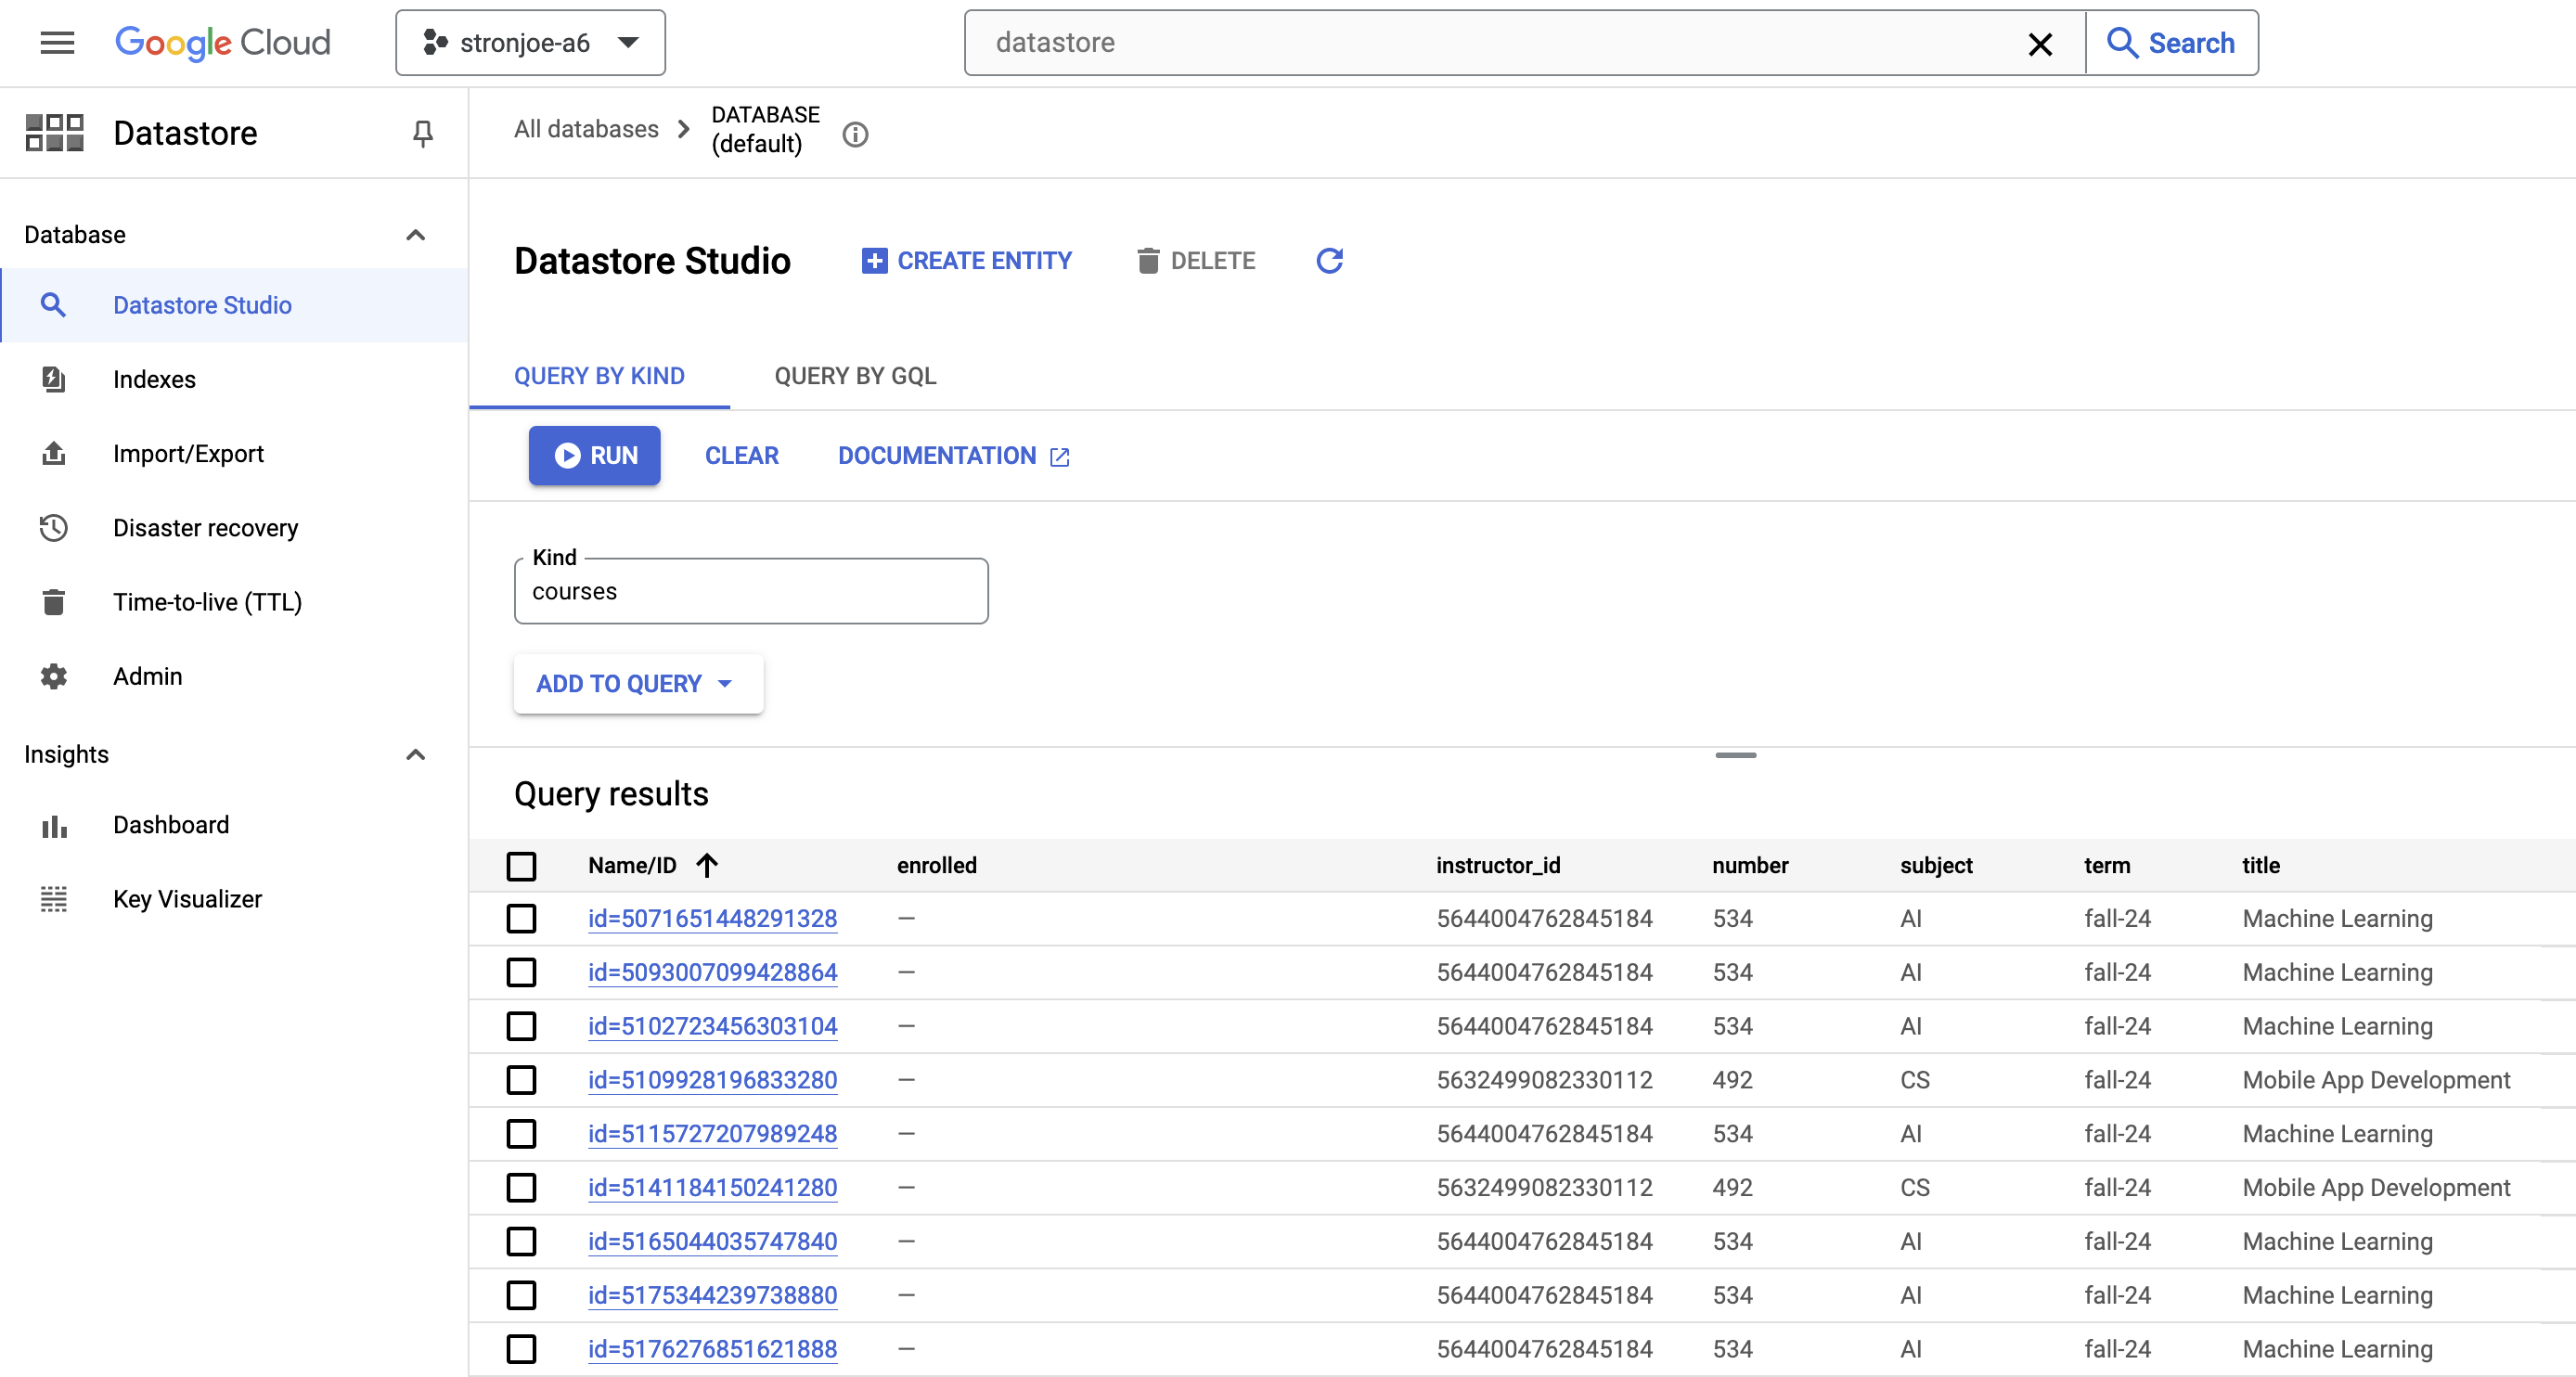 Google Cloud
stronjoe-a6
datastore
Search
Datastore
All databases
DATABASE
(default)
Database
Datastore Studio
Indexes
Import/Export
Disaster recovery
Time-to-live (TTL)
Admin
Insights
Dashboard
Key Visualizer
Datastore Studio CREATE ENTITY DELETE
QUERY BY KIND QUERY BY GQL
RUN CLEAR DOCUMENTATION
Kind
courses
ADD TO QUERY
Query results
Name/ID enrolled instructor_id number subject term title
id=5071651448291328 — 5644004762845184 534 AI fall-24 Machine Learning
id=5093007099428864 — 5644004762845184 534 AI fall-24 Machine Learning
id=5102723456303104 — 5644004762845184 534 AI fall-24 Machine Learning
id=5109928196833280 — 5632499082330112 492 CS fall-24 Mobile App Development
id=5115727207989248 — 5644004762845184 534 AI fall-24 Machine Learning
id=5141184150241280 — 5632499082330112 492 CS fall-24 Mobile App Development
id=5165044035747840 — 5644004762845184 534 AI fall-24 Machine Learning
id=5175344239738880 — 5644004762845184 534 AI fall-24 Machine Learning
id=5176276851621888 — 5644004762845184 534 AI fall-24 Machine Learning